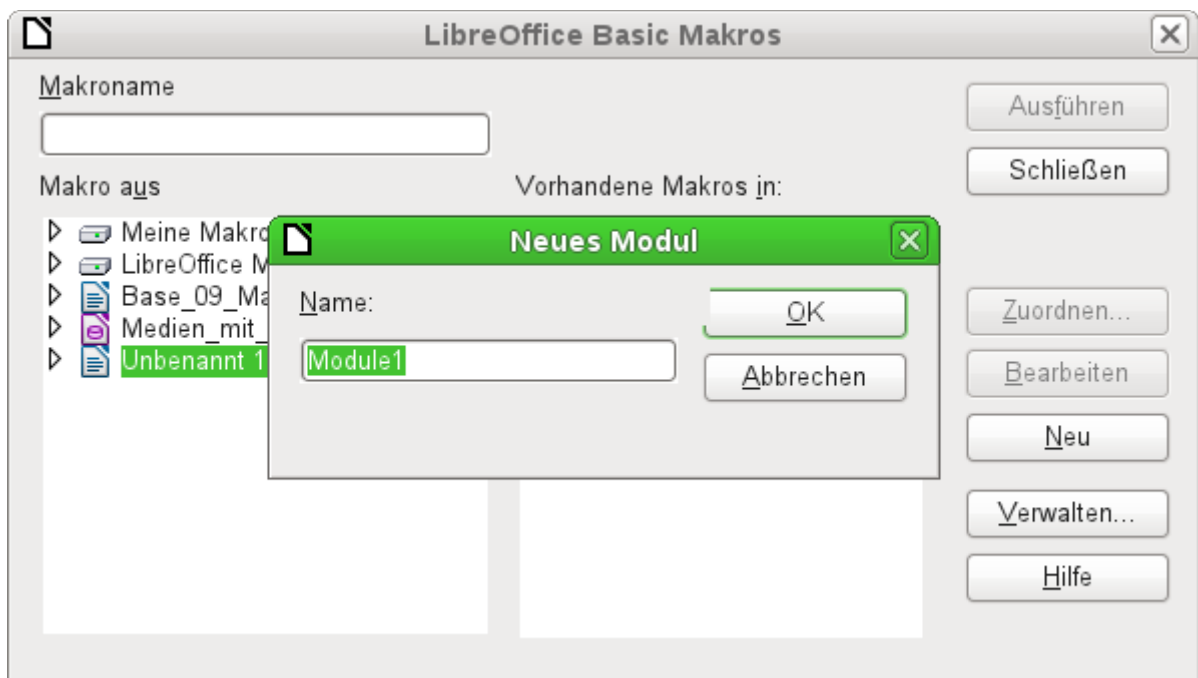 LibreOffice Basic Makros
Makroname
Ausführen
Schließen
Makro aus
Vorhandene Makros in:
Meine Makro
LibreOffice M
Base_09_Ma
Medien_mit_
Unbenannt 1
Neues Modul
Name:
Module1
OK
Abbrechen
Zuordnen...
Bearbeiten
Neu
Verwalten...
Hilfe